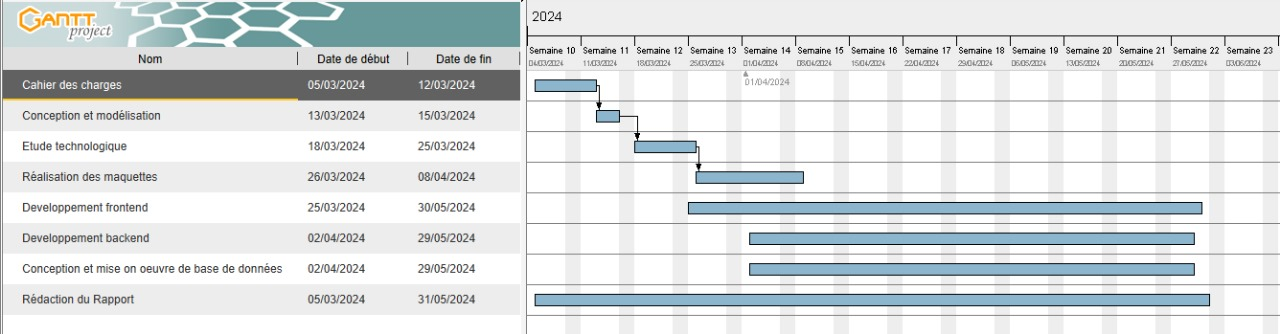 GANTT
project
2024
Nom Date de début Date de fin
Semaine 10 Semaine 11 Semaine 12 Semaine 13 Semaine 14 Semaine 15 Semaine 16 Semaine 17 Semaine 18 Semaine 19 Semaine 20 Semaine 21 Semaine 22 Semaine 23
04/03/2024 11/03/2024 18/03/2024 25/03/2024 01/04/2024 08/04/2024 15/04/2024 22/04/2024 29/04/2024 06/05/2024 13/05/2024 20/05/2024 27/05/2024 03/06/2024
01/04/2024
Cahier des charges 05/03/2024 12/03/2024
Conception et modélisation 13/03/2024 15/03/2024
Etude technologique 18/03/2024 25/03/2024
Réalisation des maquettes 26/03/2024 08/04/2024
Developpement frontend 25/03/2024 30/05/2024
Developpement backend 02/04/2024 29/05/2024
Conception et mise on oeuvre de base de données 02/04/2024 29/05/2024
Rédaction du Rapport 05/03/2024 31/05/2024